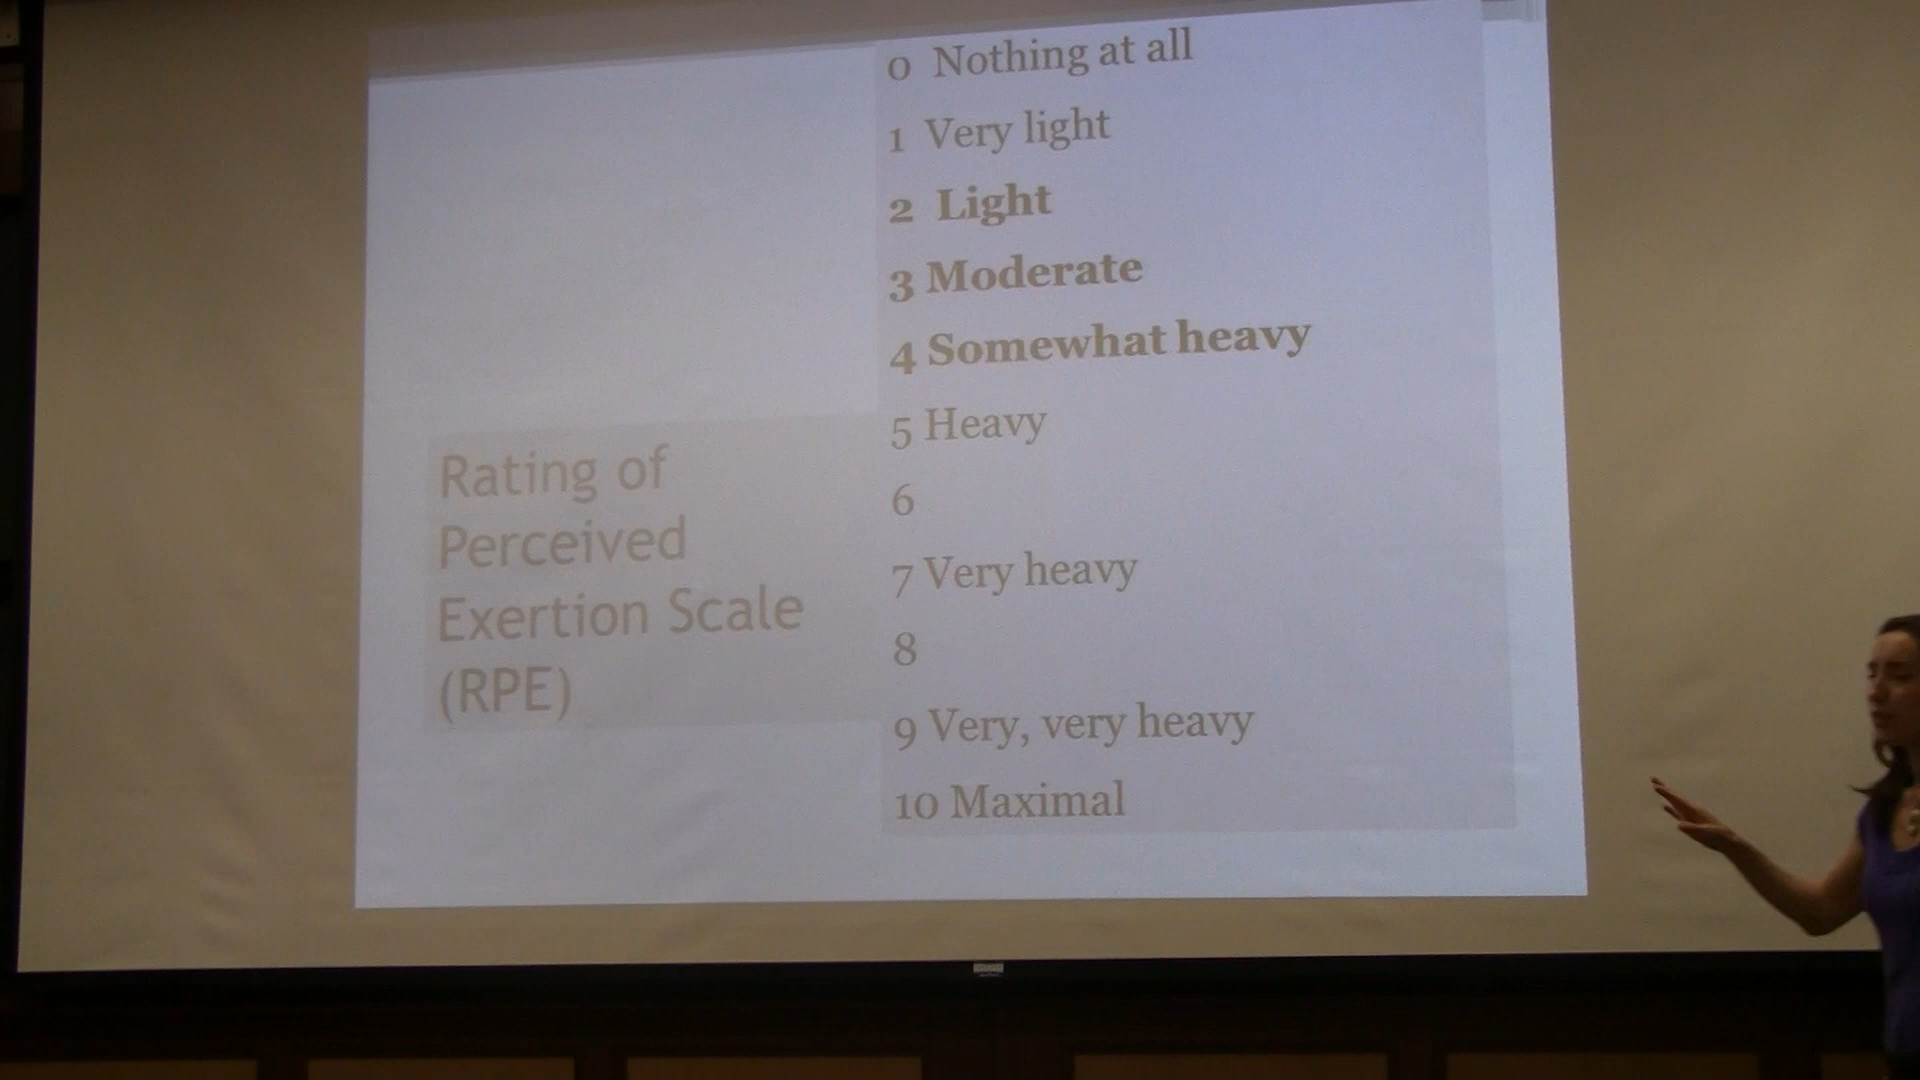 Rating of
Perceived
Exertion Scale
(RPE)
0 Nothing at all
1 Very light
2 Light
3 Moderate
4 Somewhat heavy
5 Heavy
6
7 Very heavy
8
9 Very, very heavy
10 Maximal